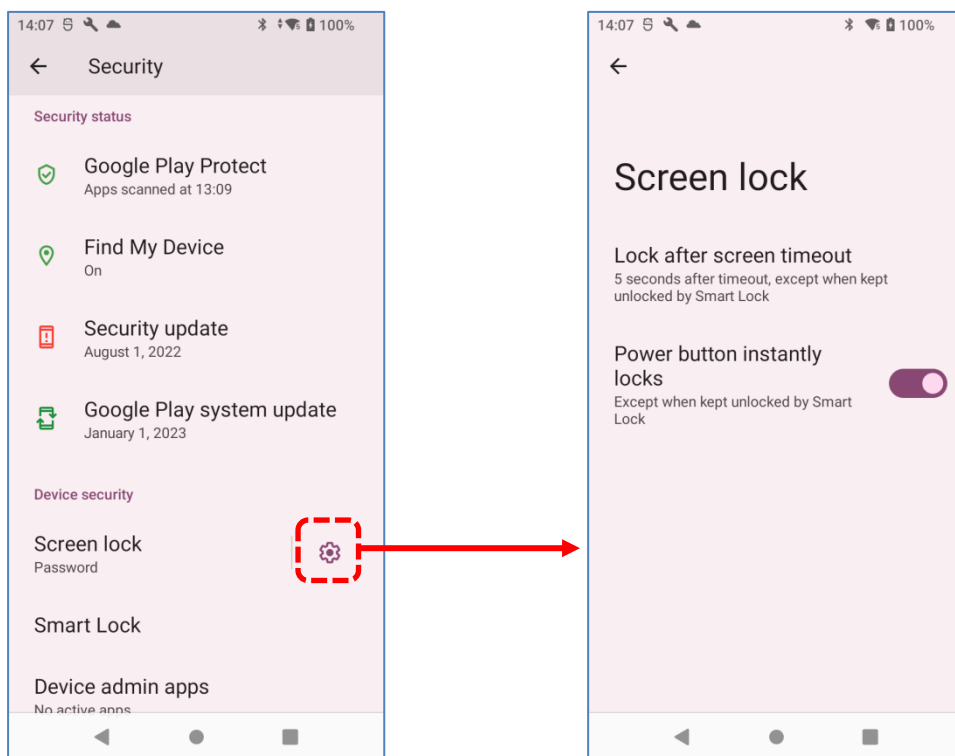 14:07 100%
Security
Security status
Google Play Protect
Apps scanned at 13:09
Find My Device
On
Security update
August 1, 2022
Google Play system update
January 1, 2023
Device security
Screen lock
Password
Smart Lock
Device admin apps
No active apps
14:07 100%
Screen lock
Lock after screen timeout
5 seconds after timeout, except when kept
unlocked by Smart Lock
Power button instantly
locks
Except when kept unlocked by Smart
Lock